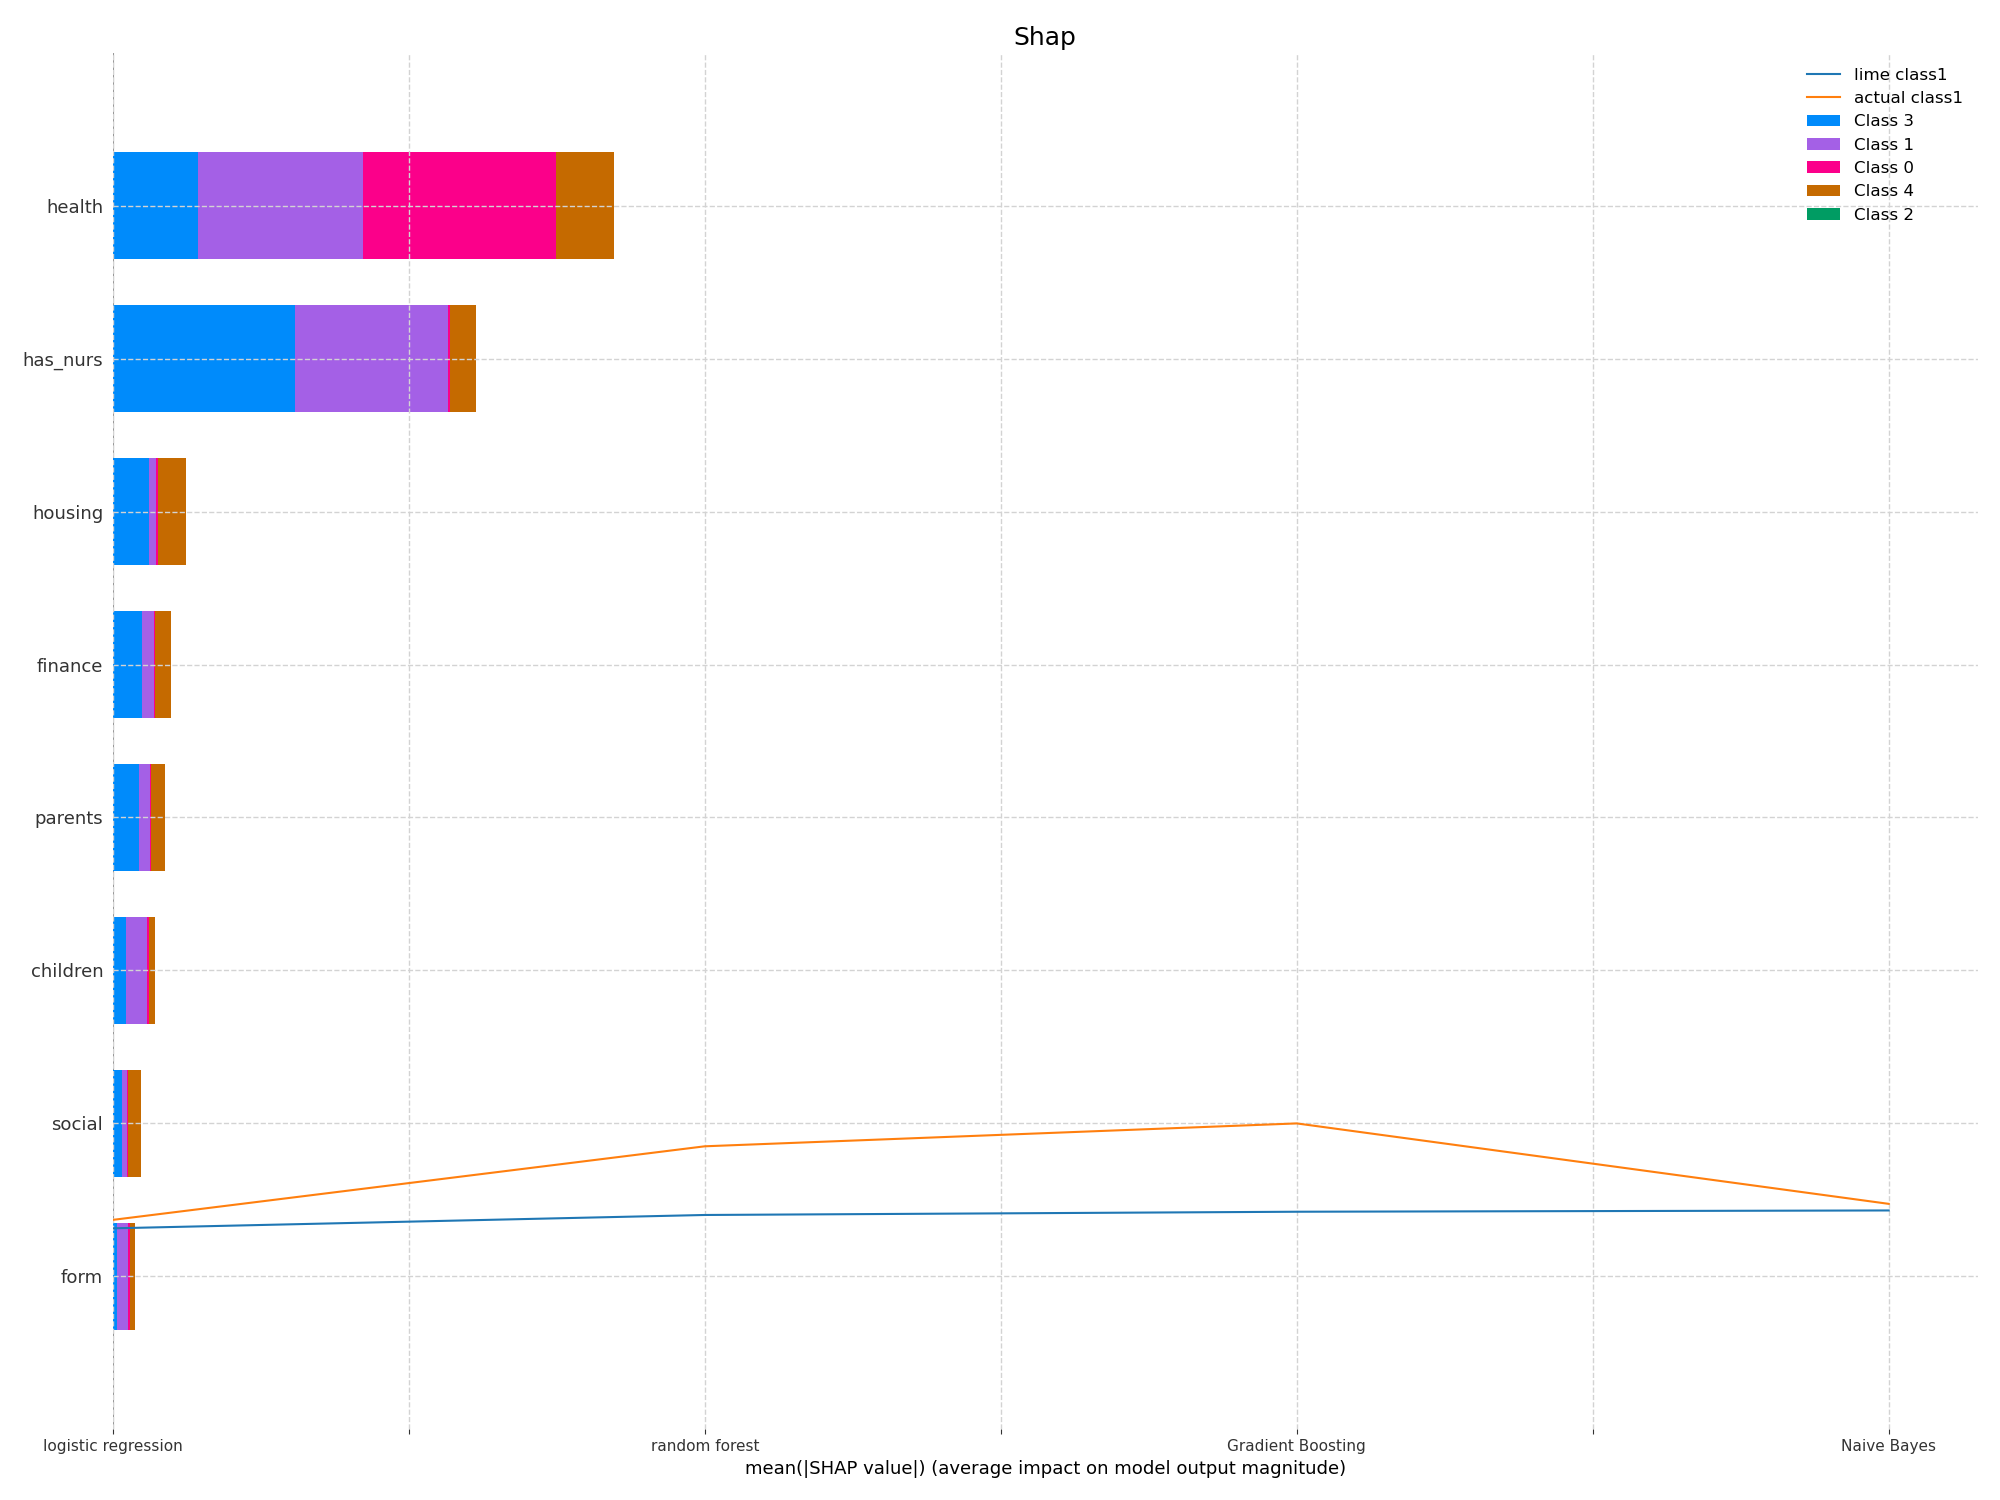 Shap
lime class1
actual class1
Class 3
Class 1
Class 0
Class 4
Class 2
health
has_nurs
housing
finance
parents
children
social
form
logistic regression
random forest
Gradient Boosting
Naive Bayes
mean(|SHAP value|) (average impact on model output magnitude)